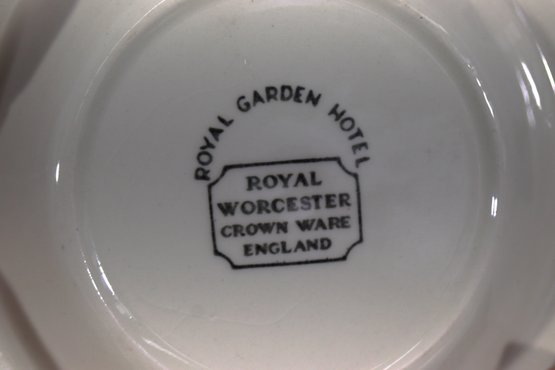 ROYAL GARDEN HOTEL
ROYAL
WORCESTER
CROWN WARE
ENGLAND